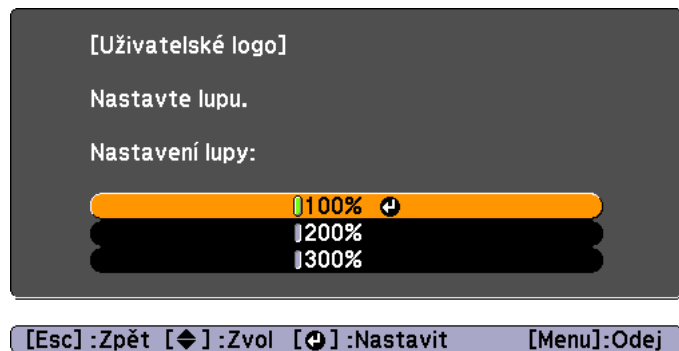 [Uživatelské logo]
Nastavte lupu.
Nastavení lupy:
100%
200%
300%
[Esc] :Zpět [◆] :Zvol [⏎] :Nastavit [Menu]:Odej